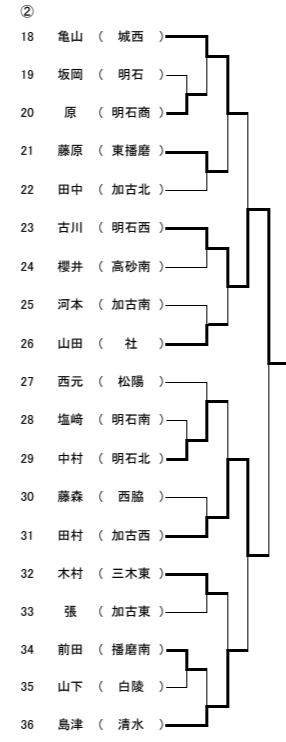 ②
18 亀山 ( 城西 )
19 坂岡 ( 明石 )
20 原 ( 明石商 )
21 藤原 ( 東播磨 )
22 田中 ( 加古北 )
23 古川 ( 明石西 )
24 櫻井 ( 高砂南 )
25 河本 ( 加古南 )
26 山田 ( 社 )
27 西元 ( 松陽 )
28 塩﨑 ( 明石南 )
29 中村 ( 明石北 )
30 藤森 ( 西脇 )
31 田村 ( 加古西 )
32 木村 ( 三木東 )
33 張 ( 加古東 )
34 前田 ( 播磨南 )
35 山下 ( 白陵 )
36 島津 ( 清水 )